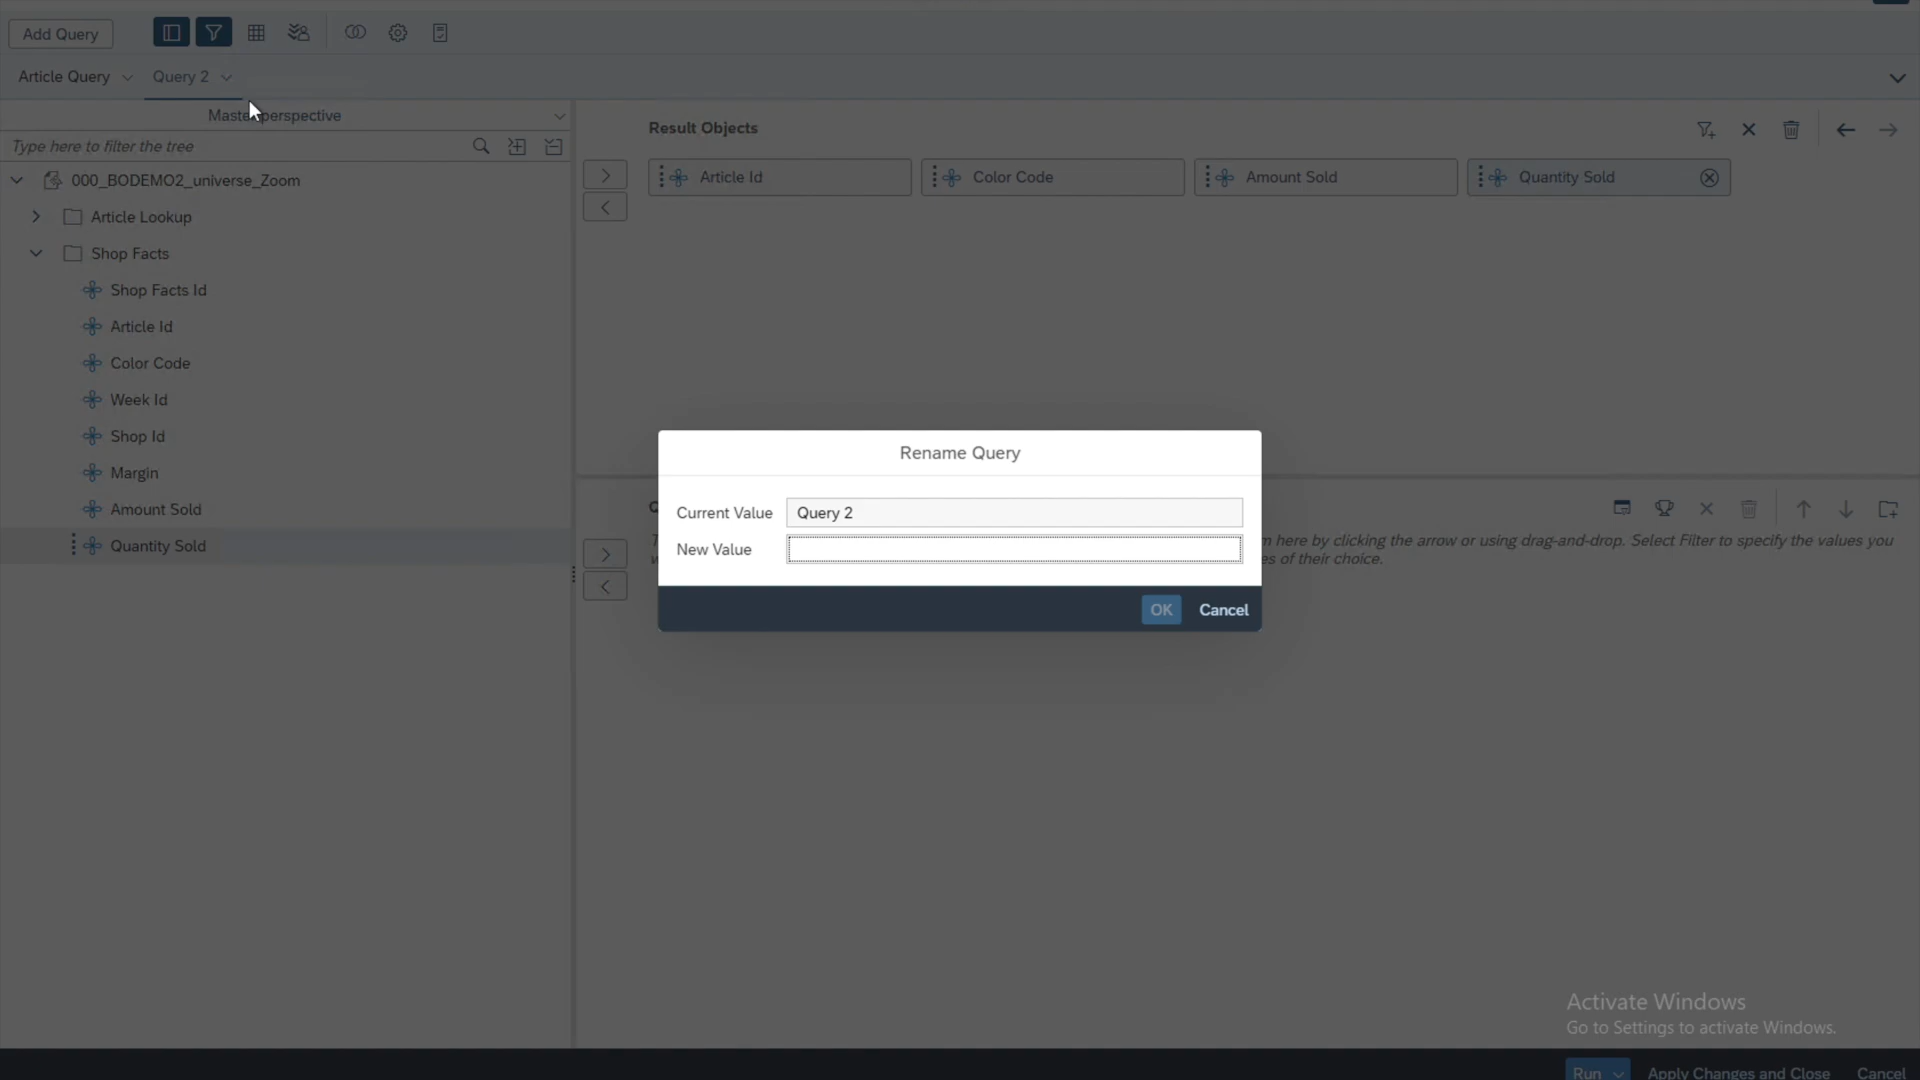 Add Query
Article Query
Query 2
Master perspective
Type here to filter the tree
000_BODEMO2_universe_Zoom
Article Lookup
Shop Facts
Shop Facts Id
Article Id
Color Code
Week Id
Shop Id
Margin
Amount Sold
Quantity Sold
Result Objects
Article Id
Color Code
Amount Sold
Quantity Sold
here by clicking the arrow or using drag-and-drop. Select Filter to specify the values you
of their choice.
Rename Query
Current Value
Query 2
New Value
OK
Cancel
Activate Windows
Go to Settings to activate Windows.
Run
Apply Changes and Close
Cancel